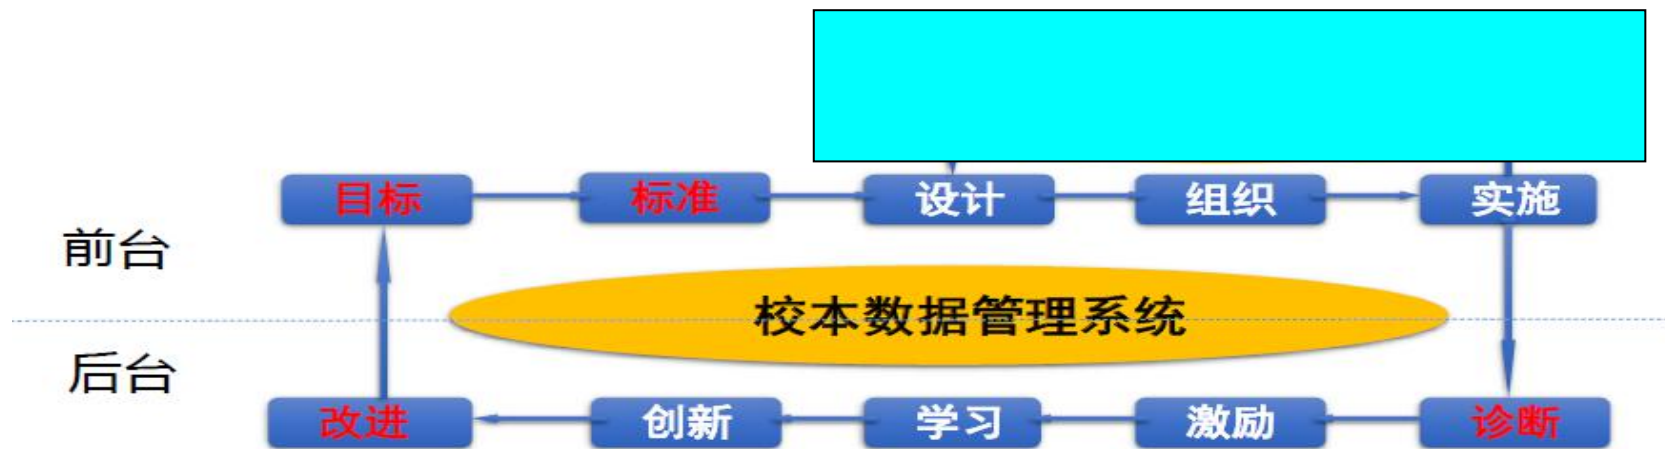 目标 标准 设计 组织 实施
前台
校本数据管理系统
后台
改进 创新 学习 激励 诊断